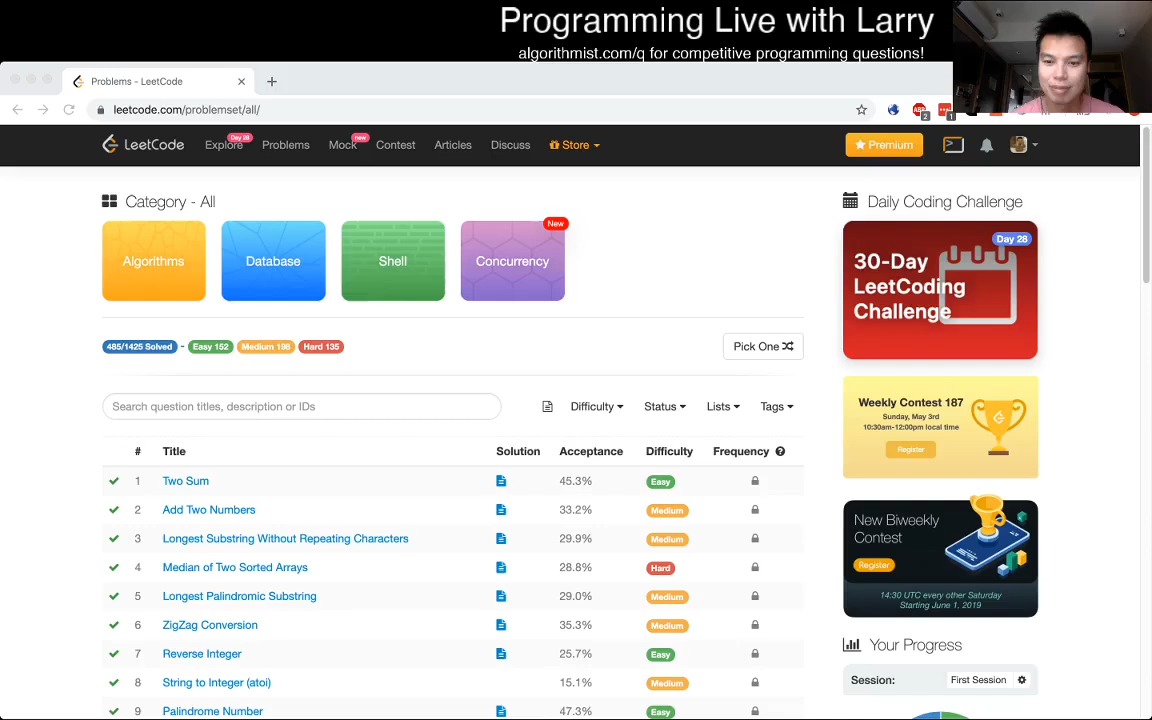 Programming Live with Larry
algorithmist.com/q for competitive programming questions!
Problems - LeetCode
leetcode.com/problemset/all/
2
1
LeetCode
Explore
Day 28
Problems
Mock
new
Contest
Articles
Discuss
Store
Premium
Category - All
Algorithms
Database
Shell
Concurrency
New
485/1425 Solved - Easy 152 Medium 198 Hard 135
Pick One
Search question titles, description or IDs
Difficulty
Status
Lists
Tags
# Title Solution Acceptance Difficulty Frequency
1 Two Sum 45.3% Easy
2 Add Two Numbers 33.2% Medium
3 Longest Substring Without Repeating Characters 29.9% Medium
4 Median of Two Sorted Arrays 28.8% Hard
5 Longest Palindromic Substring 29.0% Medium
6 ZigZag Conversion 35.3% Medium
7 Reverse Integer 25.7% Easy
8 String to Integer (atoi) 15.1% Medium
9 Palindrome Number 47.3% Easy
Daily Coding Challenge
Day 28
30-Day
LeetCoding
Challenge
Weekly Contest 187
Sunday, May 3rd
10:30am-12:00pm local time
Register
New Biweekly
Contest
Register
14:30 UTC every other Saturday
Starting June 1, 2019
Your Progress
Session: First Session